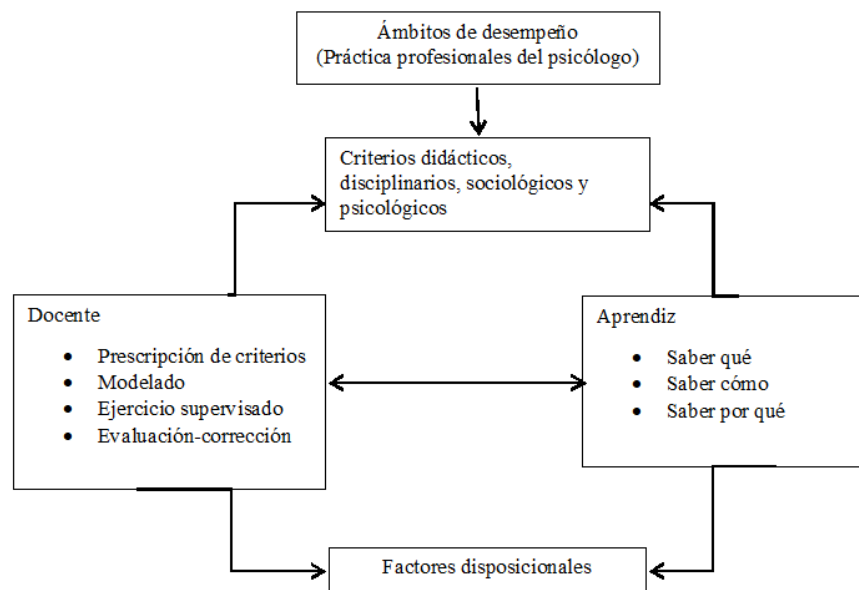 Ámbitos de desempeño
(Práctica profesionales del psicólogo)
Criterios didácticos,
disciplinarios, sociológicos y
psicológicos
Docente
• Prescripción de criterios
• Modelado
• Ejercicio supervisado
• Evaluación-corrección
Aprendiz
• Saber qué
• Saber cómo
• Saber por qué
Factores disposicionales